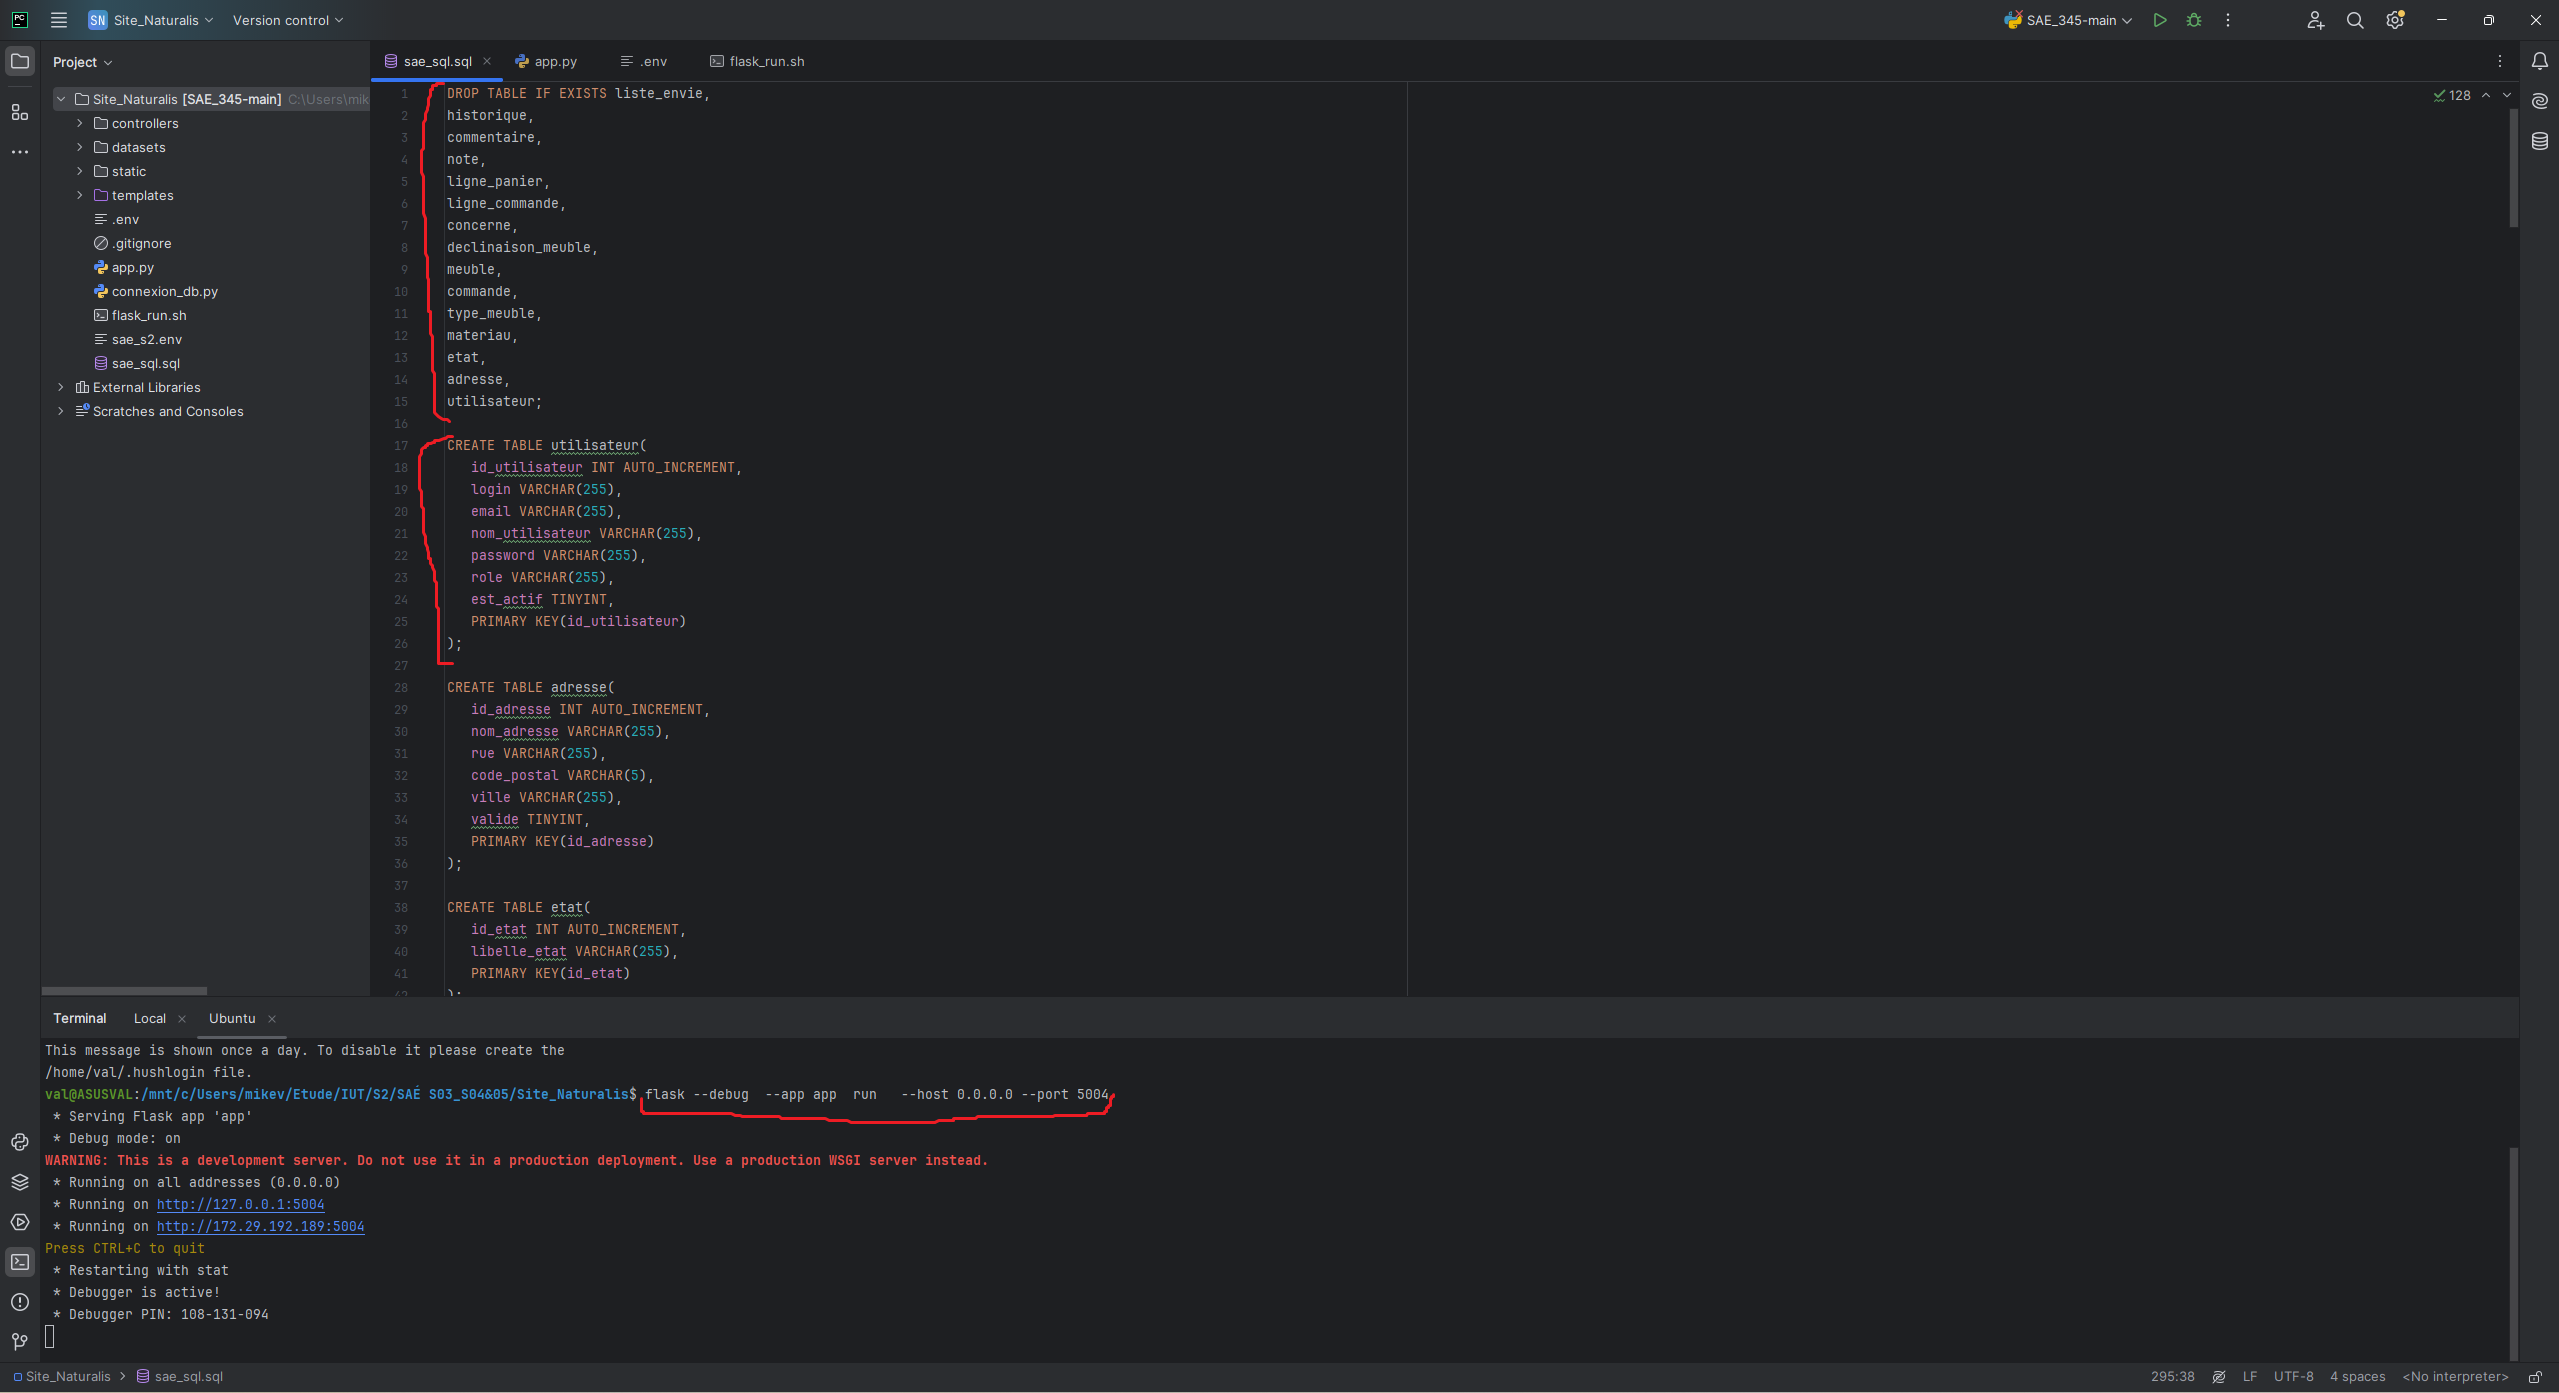 SN Site_Naturalis Version control SAE_345-main
Project
sae_sql.sql app.py .env flask_run.sh
Site_Naturalis [SAE_345-main] C:\Users\mik
controllers
datasets
static
templates
.env
.gitignore
app.py
connexion_db.py
flask_run.sh
sae_s2.env
sae_sql.sql
External Libraries
Scratches and Consoles
128
1 DROP TABLE IF EXISTS liste_envie,
2 historique,
3 commentaire,
4 note,
5 ligne_panier,
6 ligne_commande,
7 concerne,
8 declinaison_meuble,
9 meuble,
10 commande,
11 type_meuble,
12 materiau,
13 etat,
14 adresse,
15 utilisateur;
16
17 CREATE TABLE utilisateur(
18 id_utilisateur INT AUTO_INCREMENT,
19 login VARCHAR(255),
20 email VARCHAR(255),
21 nom_utilisateur VARCHAR(255),
22 password VARCHAR(255),
23 role VARCHAR(255),
24 est_actif TINYINT,
25 PRIMARY KEY(id_utilisateur)
26 );
27
28 CREATE TABLE adresse(
29 id_adresse INT AUTO_INCREMENT,
30 nom_adresse VARCHAR(255),
31 rue VARCHAR(255),
32 code_postal VARCHAR(5),
33 ville VARCHAR(255),
34 valide TINYINT,
35 PRIMARY KEY(id_adresse)
36 );
37
38 CREATE TABLE etat(
39 id_etat INT AUTO_INCREMENT,
40 libelle_etat VARCHAR(255),
41 PRIMARY KEY(id_etat)
42 );
Terminal Local Ubuntu
This message is shown once a day. To disable it please create the
/home/val/.hushlogin file.
val@ASUSVAL:/mnt/c/Users/mikev/Etude/IUT/S2/SAÉ S03_S04&05/Site_Naturalis$ flask --debug  --app app  run   --host 0.0.0.0 --port 5004
* Serving Flask app 'app'
* Debug mode: on
WARNING: This is a development server. Do not use it in a production deployment. Use a production WSGI server instead.
* Running on all addresses (0.0.0.0)
* Running on http://127.0.0.1:5004
* Running on http://172.29.192.189:5004
Press CTRL+C to quit
* Restarting with stat
* Debugger is active!
* Debugger PIN: 108-131-094
Site_Naturalis > sae_sql.sql 295:38 LF UTF-8 4 spaces <No interpreter>